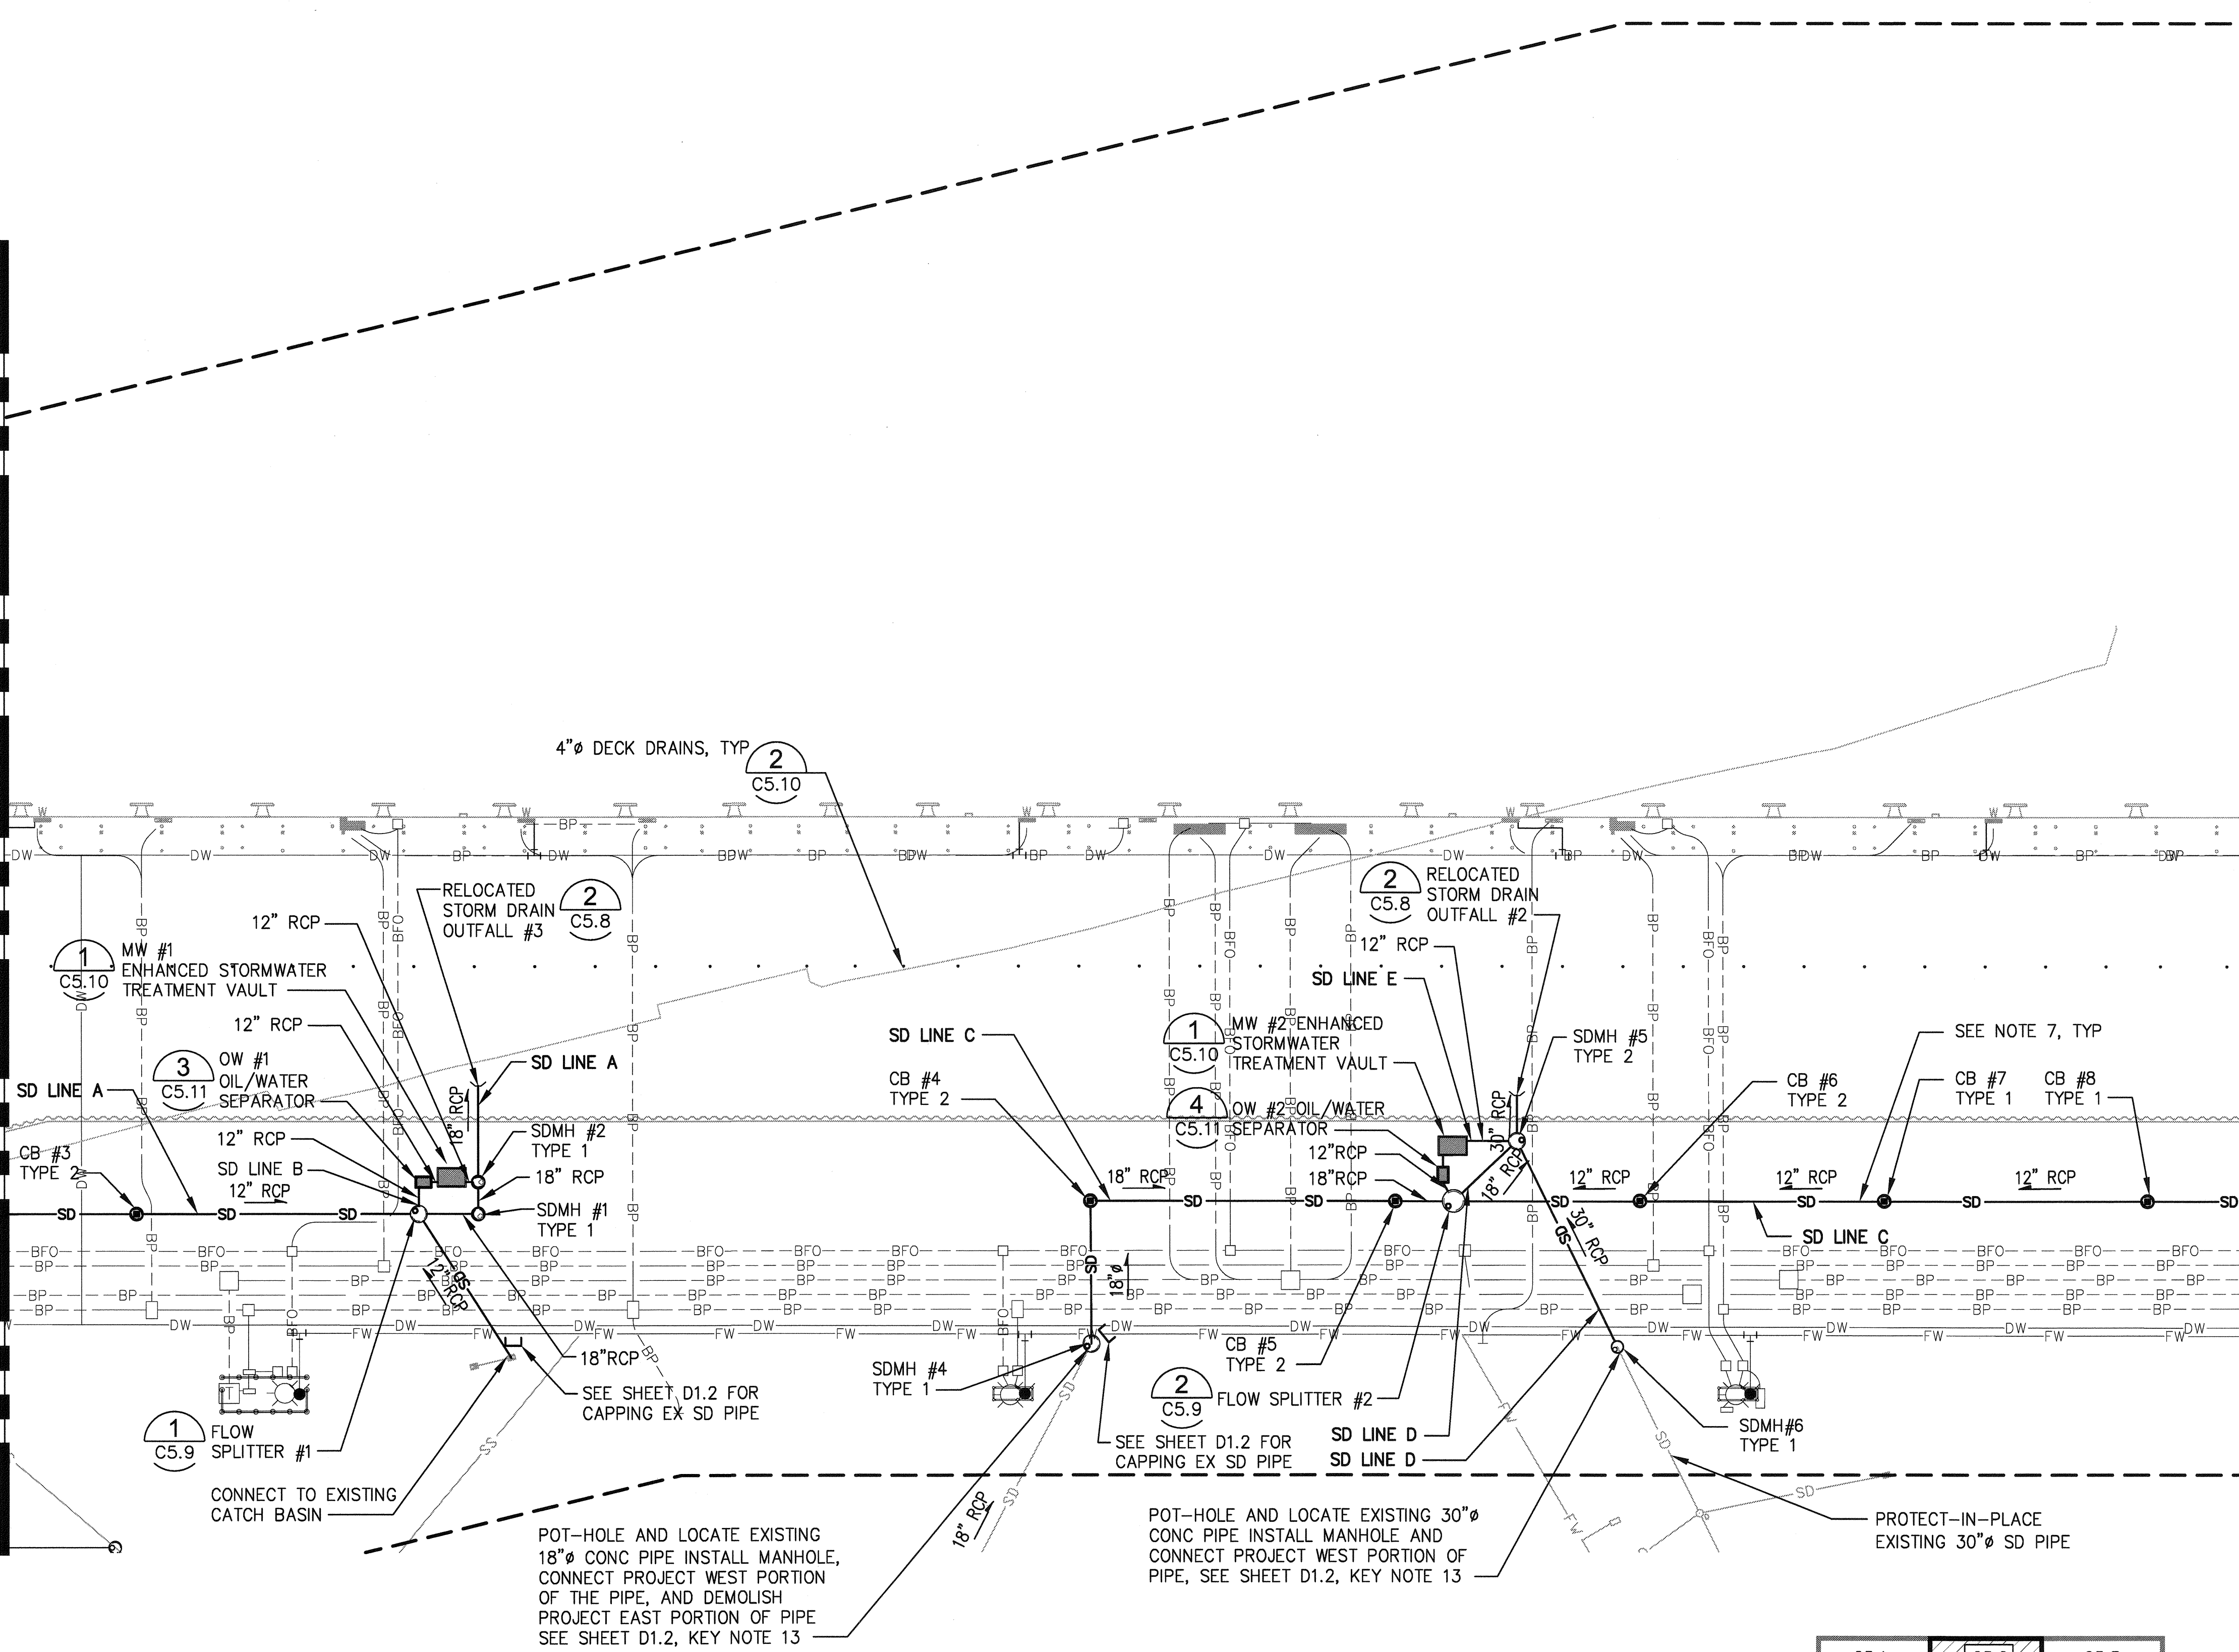 4"ø DECK DRAINS, TYP
2
C5.10
RELOCATED
STORM DRAIN
OUTFALL #3
2
C5.8
12" RCP
1
C5.10
MW #1
ENHANCED STORMWATER
TREATMENT VAULT
12" RCP
3
C5.11
OW #1
OIL/WATER
SEPARATOR
SD LINE A
SD LINE A
18" RCP
CB #3
TYPE 2
12" RCP
SD LINE B
12" RCP
SDMH #2
TYPE 1
18" RCP
SDMH #1
TYPE 1
12" RCP
18"RCP
SEE SHEET D1.2 FOR
CAPPING EX SD PIPE
1
C5.9
FLOW
SPLITTER #1
CONNECT TO EXISTING
CATCH BASIN
POT-HOLE AND LOCATE EXISTING
18"ø CONC PIPE INSTALL MANHOLE,
CONNECT PROJECT WEST PORTION
OF THE PIPE, AND DEMOLISH
PROJECT EAST PORTION OF PIPE
SEE SHEET D1.2, KEY NOTE 13
2
C5.8
RELOCATED
STORM DRAIN
OUTFALL #2
12" RCP
SD LINE E
1
C5.10
MW #2 ENHANCED
STORMWATER
TREATMENT VAULT
4
C5.11
OW #2 OIL/WATER
SEPARATOR
12"RCP
18"RCP
SD LINE C
CB #4
TYPE 2
18" RCP
30" RCP
18" RCP
SDMH #5
TYPE 2
SEE NOTE 7, TYP
CB #6
TYPE 2
CB #7
TYPE 1
CB #8
TYPE 1
12" RCP
12" RCP
12" RCP
SD LINE C
30" RCP
18"ø
SDMH #4
TYPE 1
CB #5
TYPE 2
2
C5.9
FLOW SPLITTER #2
SEE SHEET D1.2 FOR
CAPPING EX SD PIPE
SD LINE D
SD LINE D
SDMH#6
TYPE 1
18" RCP
POT-HOLE AND LOCATE EXISTING 30"ø
CONC PIPE INSTALL MANHOLE AND
CONNECT PROJECT WEST PORTION OF
PIPE, SEE SHEET D1.2, KEY NOTE 13
PROTECT-IN-PLACE
EXISTING 30"ø SD PIPE
SD
BP
DW
BFO
FW
SS
W